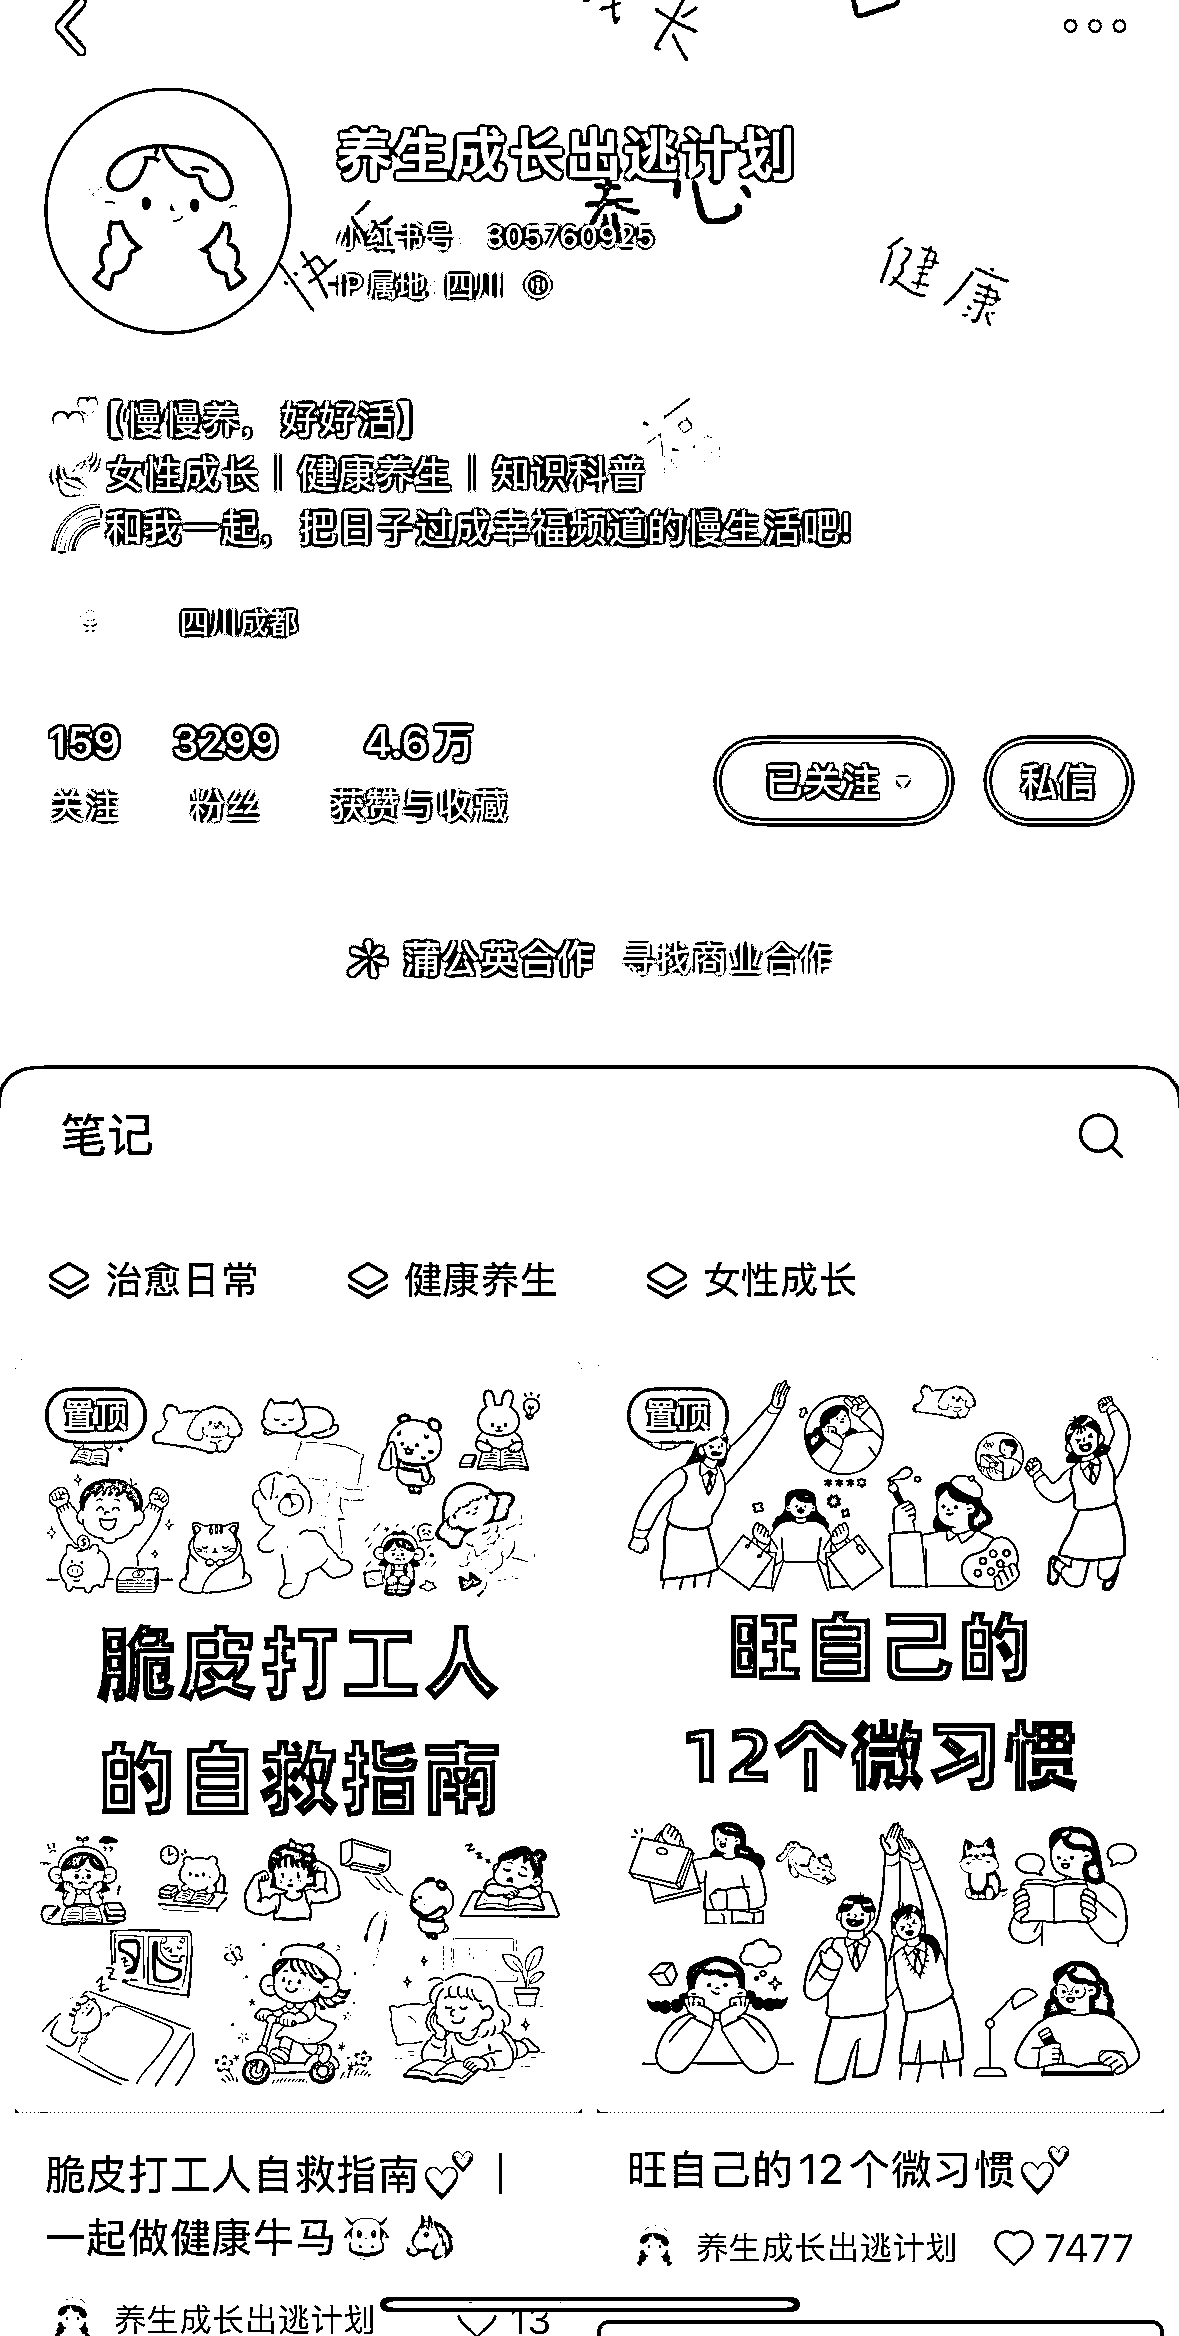 养生成长出逃计划
养心
小红书号 305760925
健康
快
IP属地 四川
【慢慢养，好好活】
福
女性成长｜健康养生｜知识科普
和我一起，把日子过成幸福频道的慢生活吧！
四川成都
159 3299 4.6万
关注 粉丝 获赞与收藏
已关注 私信
蒲公英合作 寻找商业合作
笔记
治愈日常 健康养生 女性成长
置顶
脆皮打工人
的自救指南
置顶
旺自己的
12个微习惯
脆皮打工人自救指南｜
一起做健康牛马
养生成长出逃计划 13
旺自己的12个微习惯
养生成长出逃计划 7477